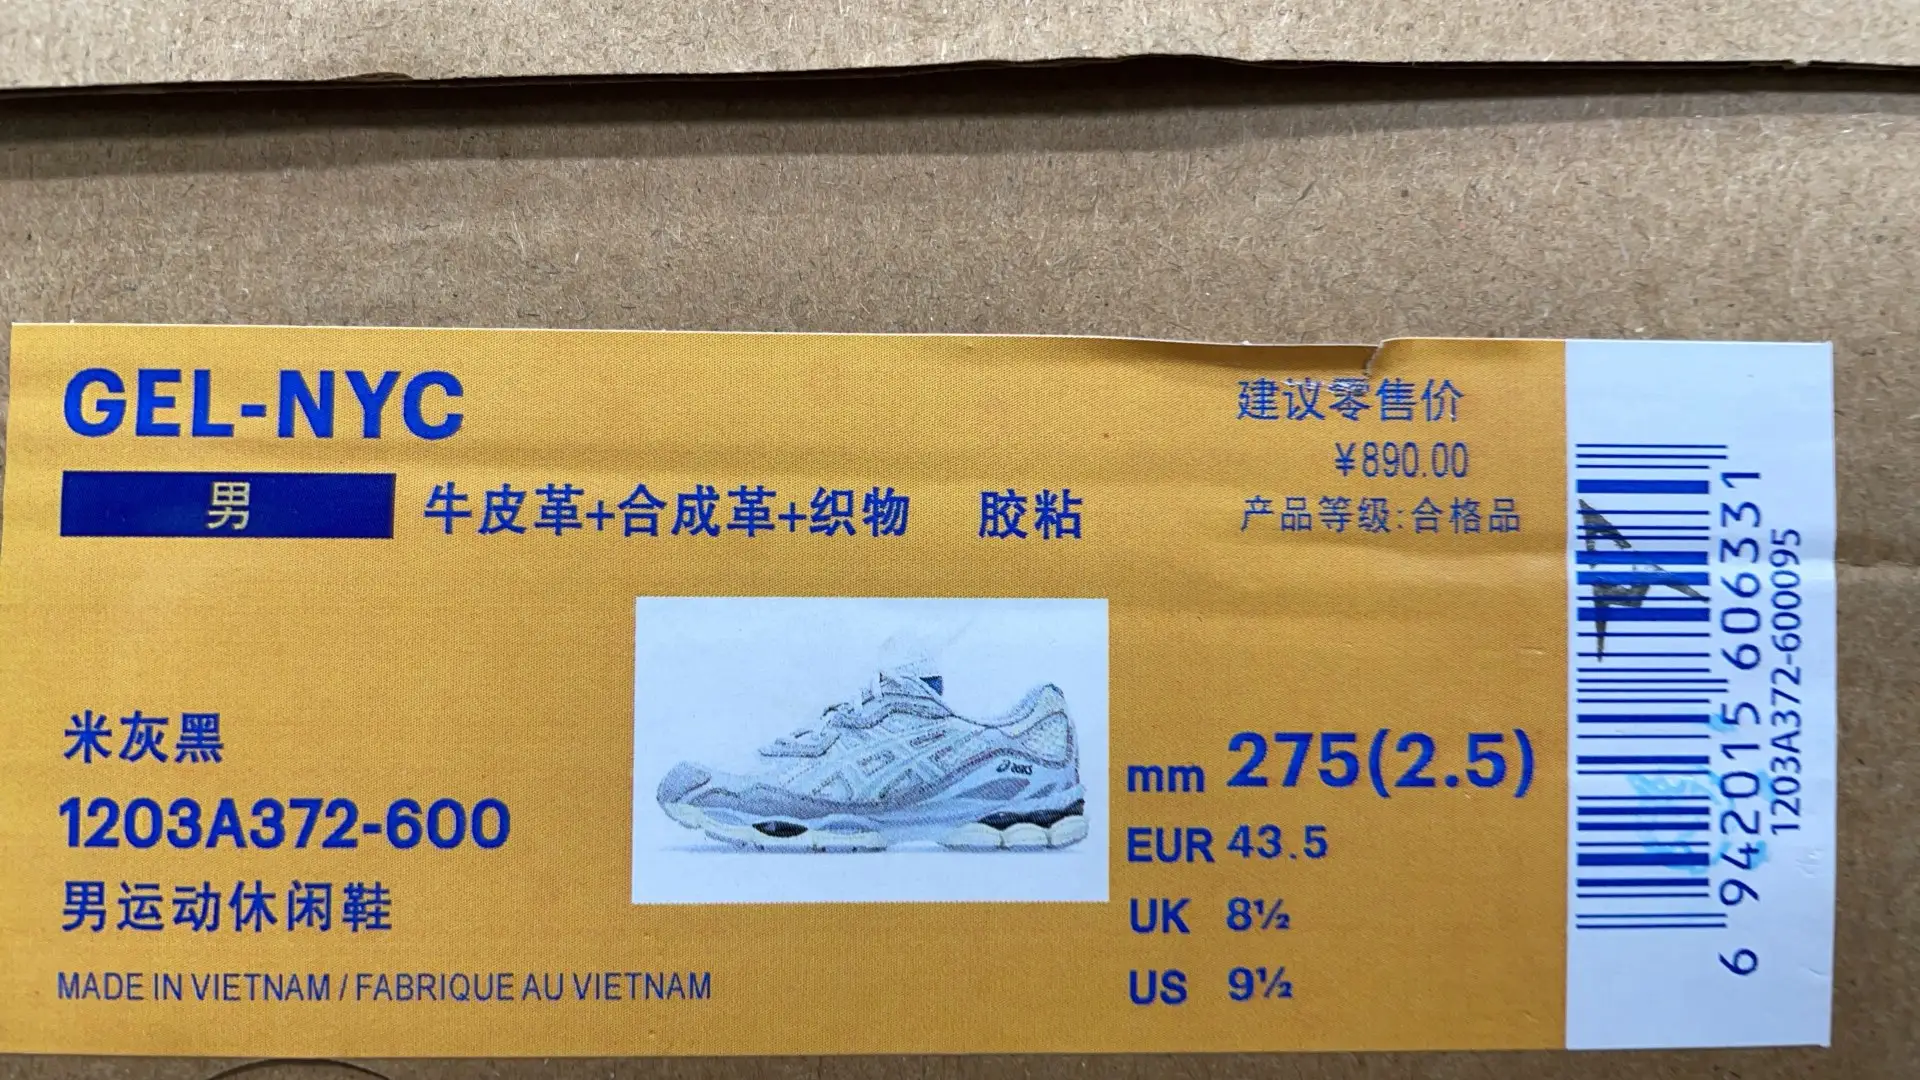 GEL-NYC
男
牛皮革+合成革+织物 胶粘
建议零售价
¥890.00
产品等级:合格品
米灰黑
1203A372-600
男运动休闲鞋
MADE IN VIETNAM / FABRIQUE AU VIETNAM
asics
mm 275(2.5)
EUR 43.5
UK 8½
US 9½
6 942015 606331
1203A372-600095